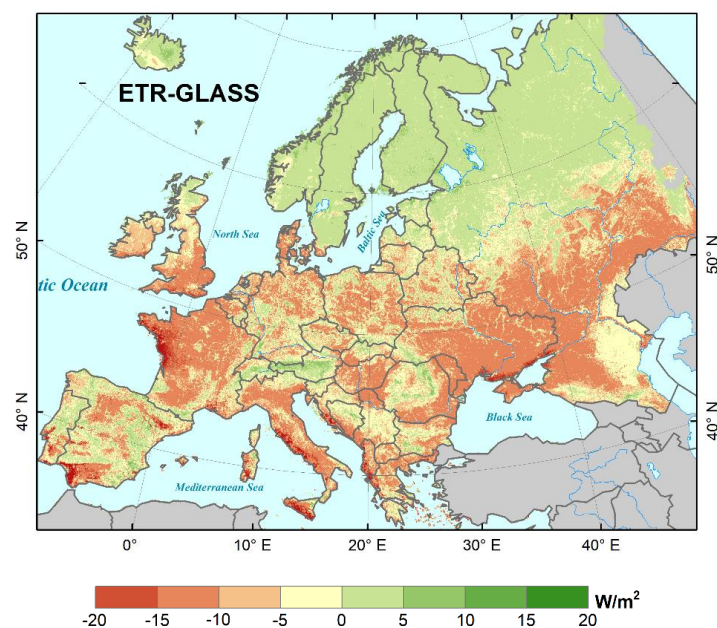 ETR-GLASS
North Sea
Baltic Sea
tic Ocean
Black Sea
Mediterranean Sea
50° N
40° N
50° N
40° N
0°
10° E
20° E
30° E
40° E
-20
-15
-10
-5
0
5
10
15
20
W/m²